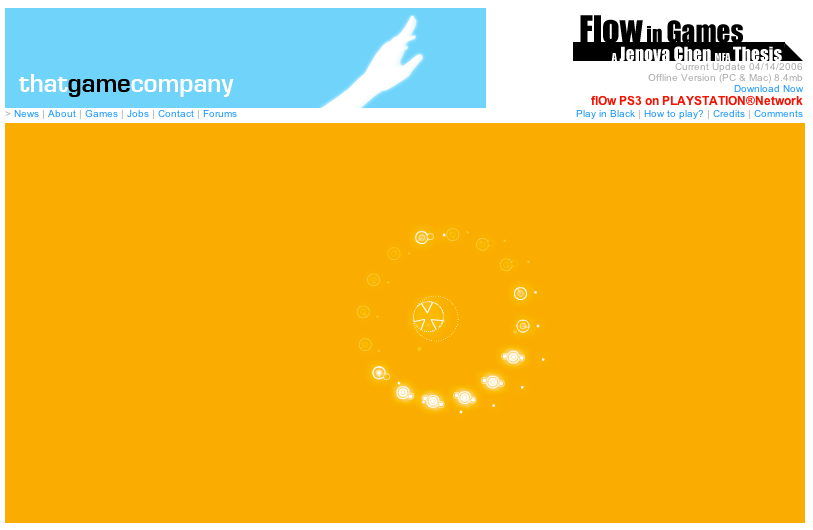 thatgamecompany
> News | About | Games | Jobs | Contact | Forums
Flow in Games
A Jenova Chen MFA Thesis
Current Update 04/14/2006
Offline Version (PC & Mac) 8.4mb
Download Now
flOw PS3 on PLAYSTATION®Network
Play in Black | How to play? | Credits | Comments